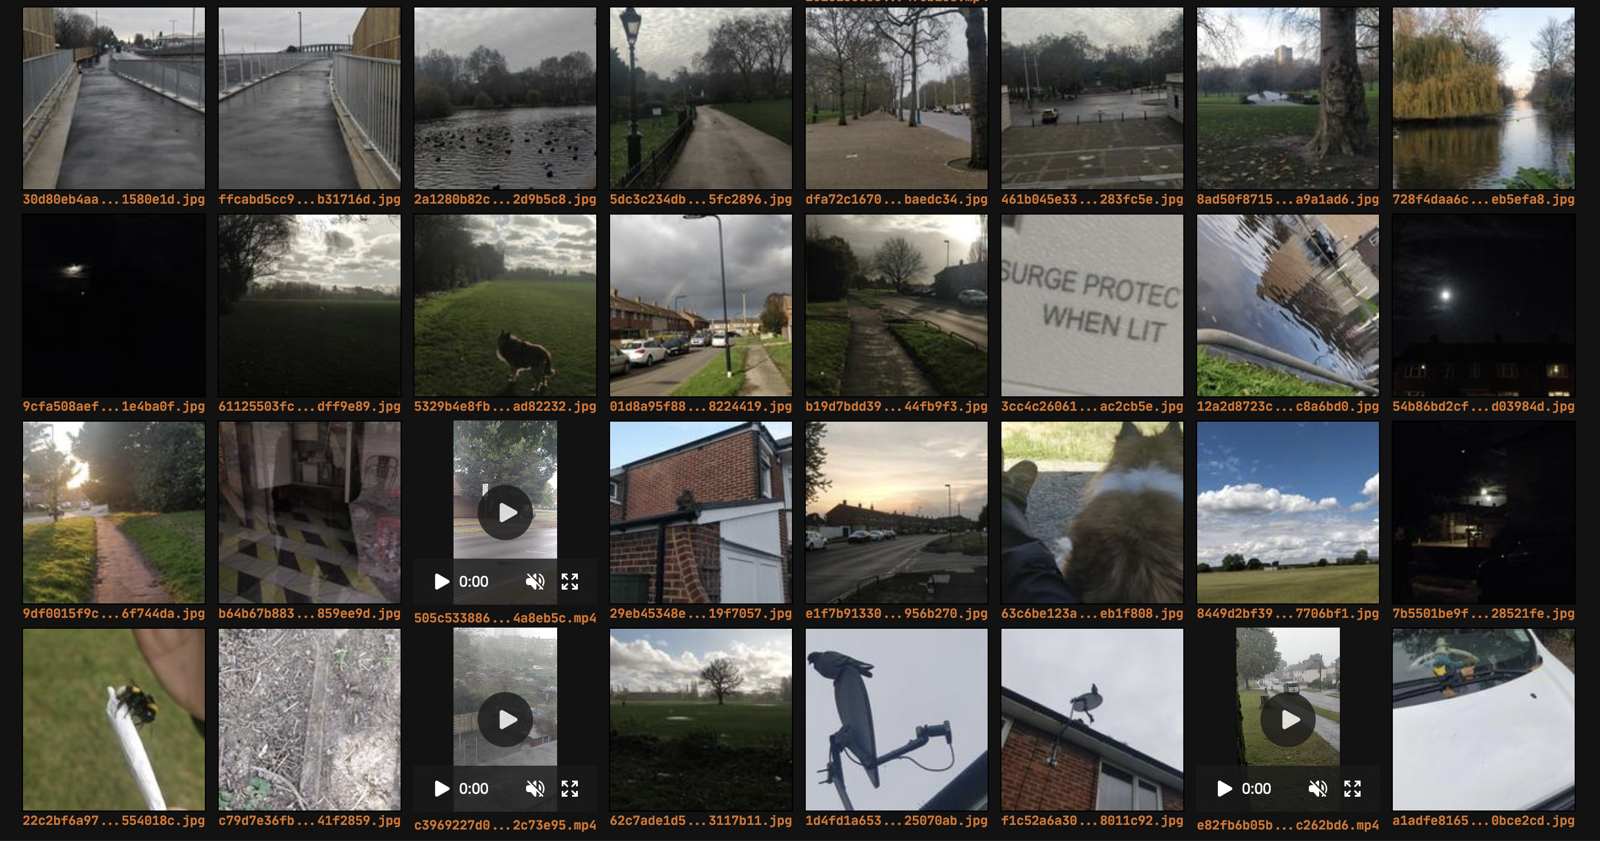 30d80eb4aa...1580e1d.jpg
ffcabd5cc9...b31716d.jpg
2a1280b82c...2d9b5c8.jpg
5dc3c234db...5fc2896.jpg
dfa72c1670...baedc34.jpg
461b045e33...283fc5e.jpg
8ad50f8715...a9a1ad6.jpg
728f4daa6c...eb5efa8.jpg
SURGE PROTEC
WHEN LIT
9cfa508aef...1e4ba0f.jpg
61125503fc...dff9e89.jpg
5329b4e8fb...ad82232.jpg
01d8a95f88...8224419.jpg
b19d7bdd39...44fb9f3.jpg
3cc4c26061...ac2cb5e.jpg
12a2d8723c...c8a6bd0.jpg
54b86bd2cf...d03984d.jpg
0:00
9df0015f9c...6f744da.jpg
b64b67b883...859ee9d.jpg
505c533886...4a8eb5c.mp4
29eb45348e...19f7057.jpg
e1f7b91330...956b270.jpg
63c6be123a...eb1f808.jpg
8449d2bf39...7706bf1.jpg
7b5501be9f...28521fe.jpg
0:00
0:00
22c2bf6a97...554018c.jpg
c79d7e36fb...41f2859.jpg
c3969227d0...2c73e95.mp4
62c7ade1d5...3117b11.jpg
1d4fd1a653...25070ab.jpg
f1c52a6a30...8011c92.jpg
e82fb6b05b...c262bd6.mp4
a1adfe8165...0bce2cd.jpg